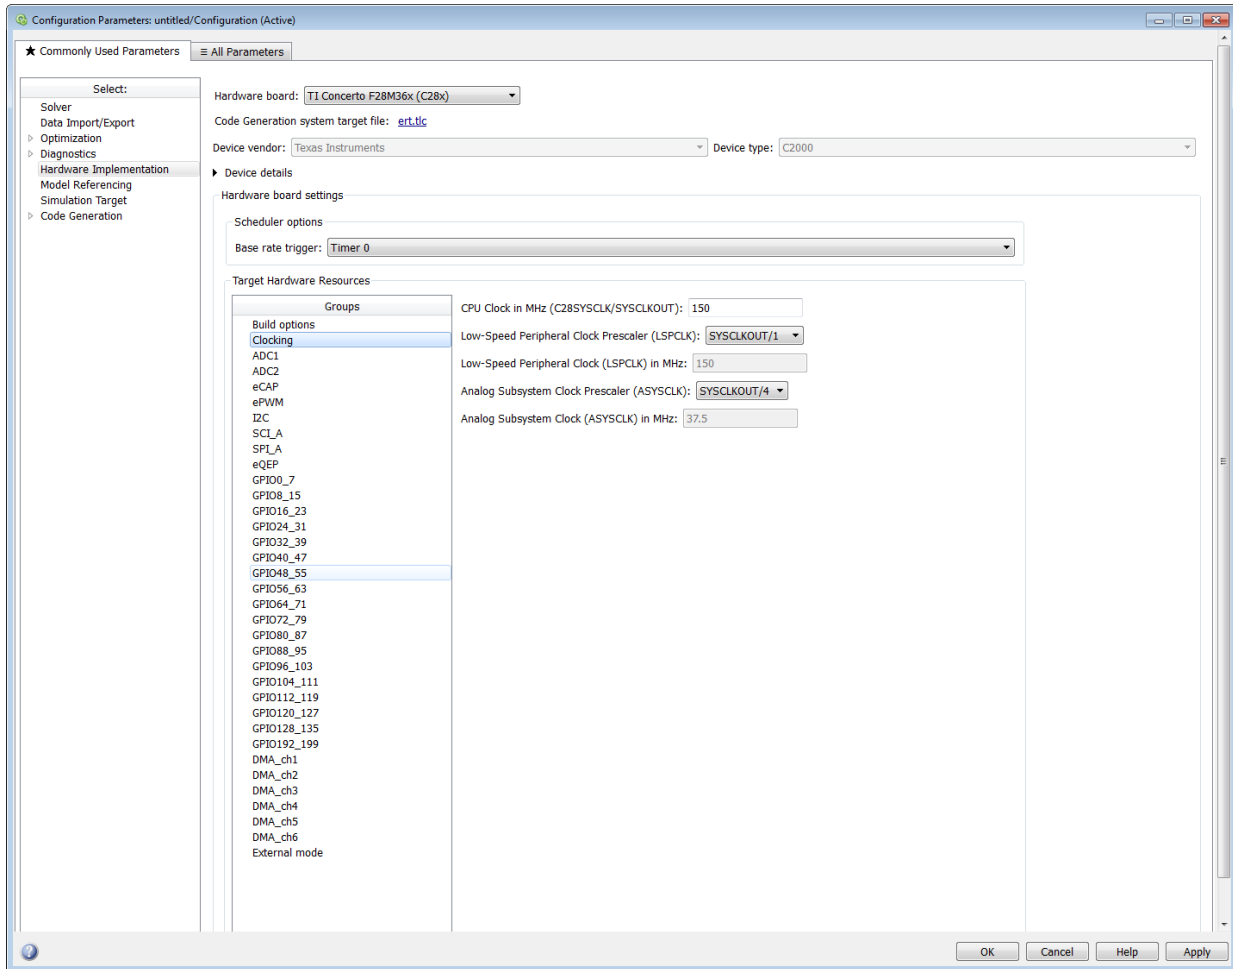 Configuration Parameters: untitled/Configuration (Active)
★ Commonly Used Parameters
≡ All Parameters
Select:
Solver
Data Import/Export
Optimization
Diagnostics
Hardware Implementation
Model Referencing
Simulation Target
Code Generation
Hardware board: TI Concerto F28M36x (C28x)
Code Generation system target file: ert.tlc
Device vendor: Texas Instruments Device type: C2000
Device details
Hardware board settings
Scheduler options
Base rate trigger: Timer 0
Target Hardware Resources
Groups
Build options
Clocking
ADC1
ADC2
eCAP
ePWM
I2C
SCI_A
SPI_A
eQEP
GPIO0_7
GPIO8_15
GPIO16_23
GPIO24_31
GPIO32_39
GPIO40_47
GPIO48_55
GPIO56_63
GPIO64_71
GPIO72_79
GPIO80_87
GPIO88_95
GPIO96_103
GPIO104_111
GPIO112_119
GPIO120_127
GPIO128_135
GPIO192_199
DMA_ch1
DMA_ch2
DMA_ch3
DMA_ch4
DMA_ch5
DMA_ch6
External mode
CPU Clock in MHz (C28SYSCLK/SYSCLKOUT): 150
Low-Speed Peripheral Clock Prescaler (LSPCLK): SYSCLKOUT/1
Low-Speed Peripheral Clock (LSPCLK) in MHz: 150
Analog Subsystem Clock Prescaler (ASYSCLK): SYSCLKOUT/4
Analog Subsystem Clock (ASYSCLK) in MHz: 37.5
OK Cancel Help Apply